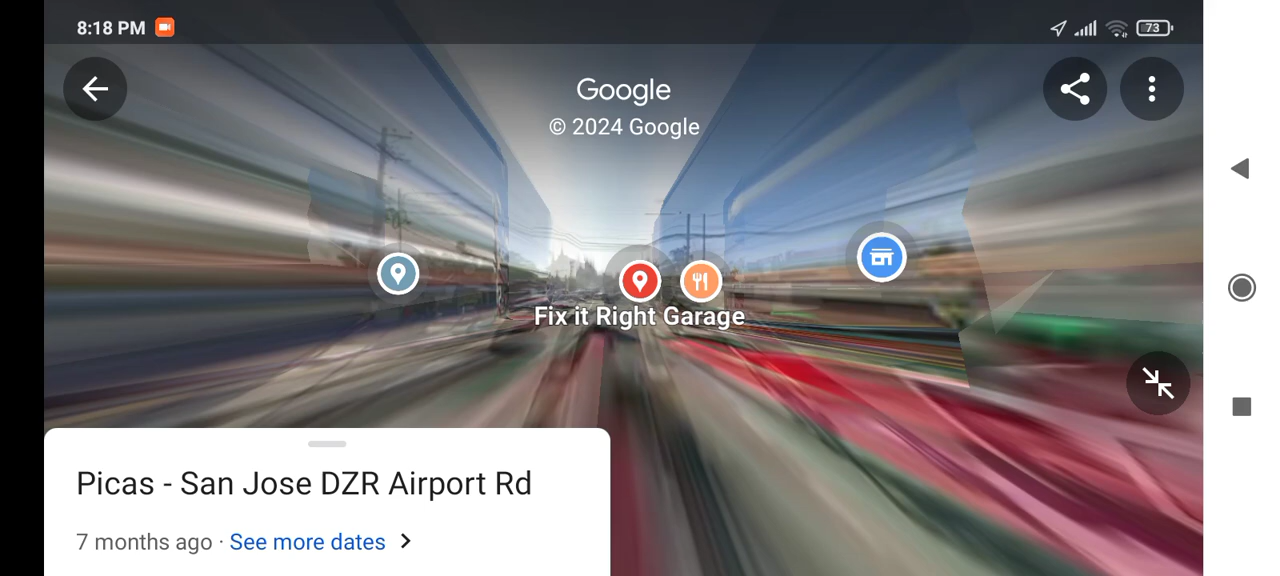 8:18 PM
73
Google
© 2024 Google
Fix it Right Garage
Picas - San Jose DZR Airport Rd
7 months ago · See more dates